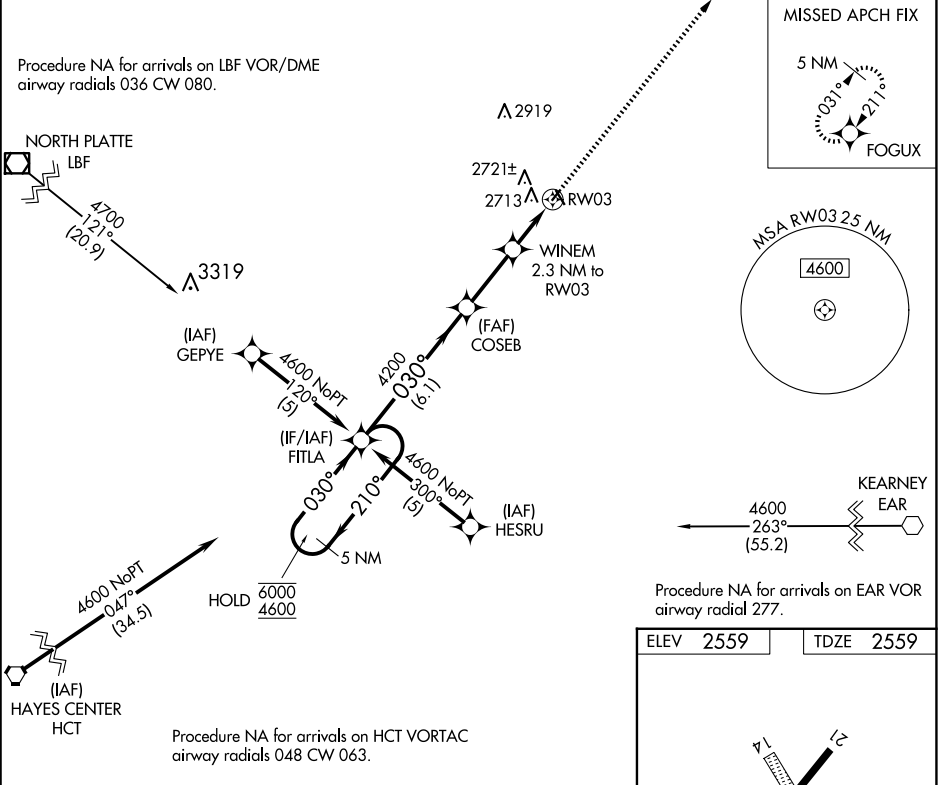 Procedure NA for arrivals on LBF VOR/DME
airway radials 036 CW 080.
MISSED APCH FIX
5 NM
031°
211°
FOGUX
2919
NORTH PLATTE
LBF
2721±
2713
RW03
4700
121°
(20.9)
WINEM
2.3 NM to
RW03
MSA RW03 25 NM
4600
3319
(FAF)
COSEB
(IAF)
GEPYE
4600 NoPT
120°
(5)
4200
030°
(6.1)
(IF/IAF)
FITLA
4600 NoPT
300°
(5)
030°
210°
(IAF)
HESRU
KEARNEY
EAR
4600
263°
(55.2)
5 NM
HOLD
6000
4600
4600 NoPT
047°
(34.5)
Procedure NA for arrivals on EAR VOR
airway radial 277.
ELEV 2559
TDZE 2559
(IAF)
HAYES CENTER
HCT
Procedure NA for arrivals on HCT VORTAC
airway radials 048 CW 063.
14
21